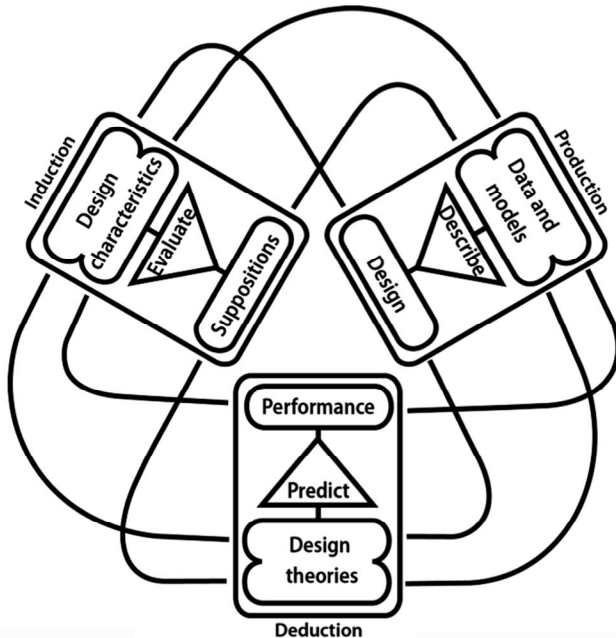 Induction
Design
characteristics
Evaluate
Suppositions
Production
Data and
models
Describe
Design
Performance
Predict
Design
theories
Deduction